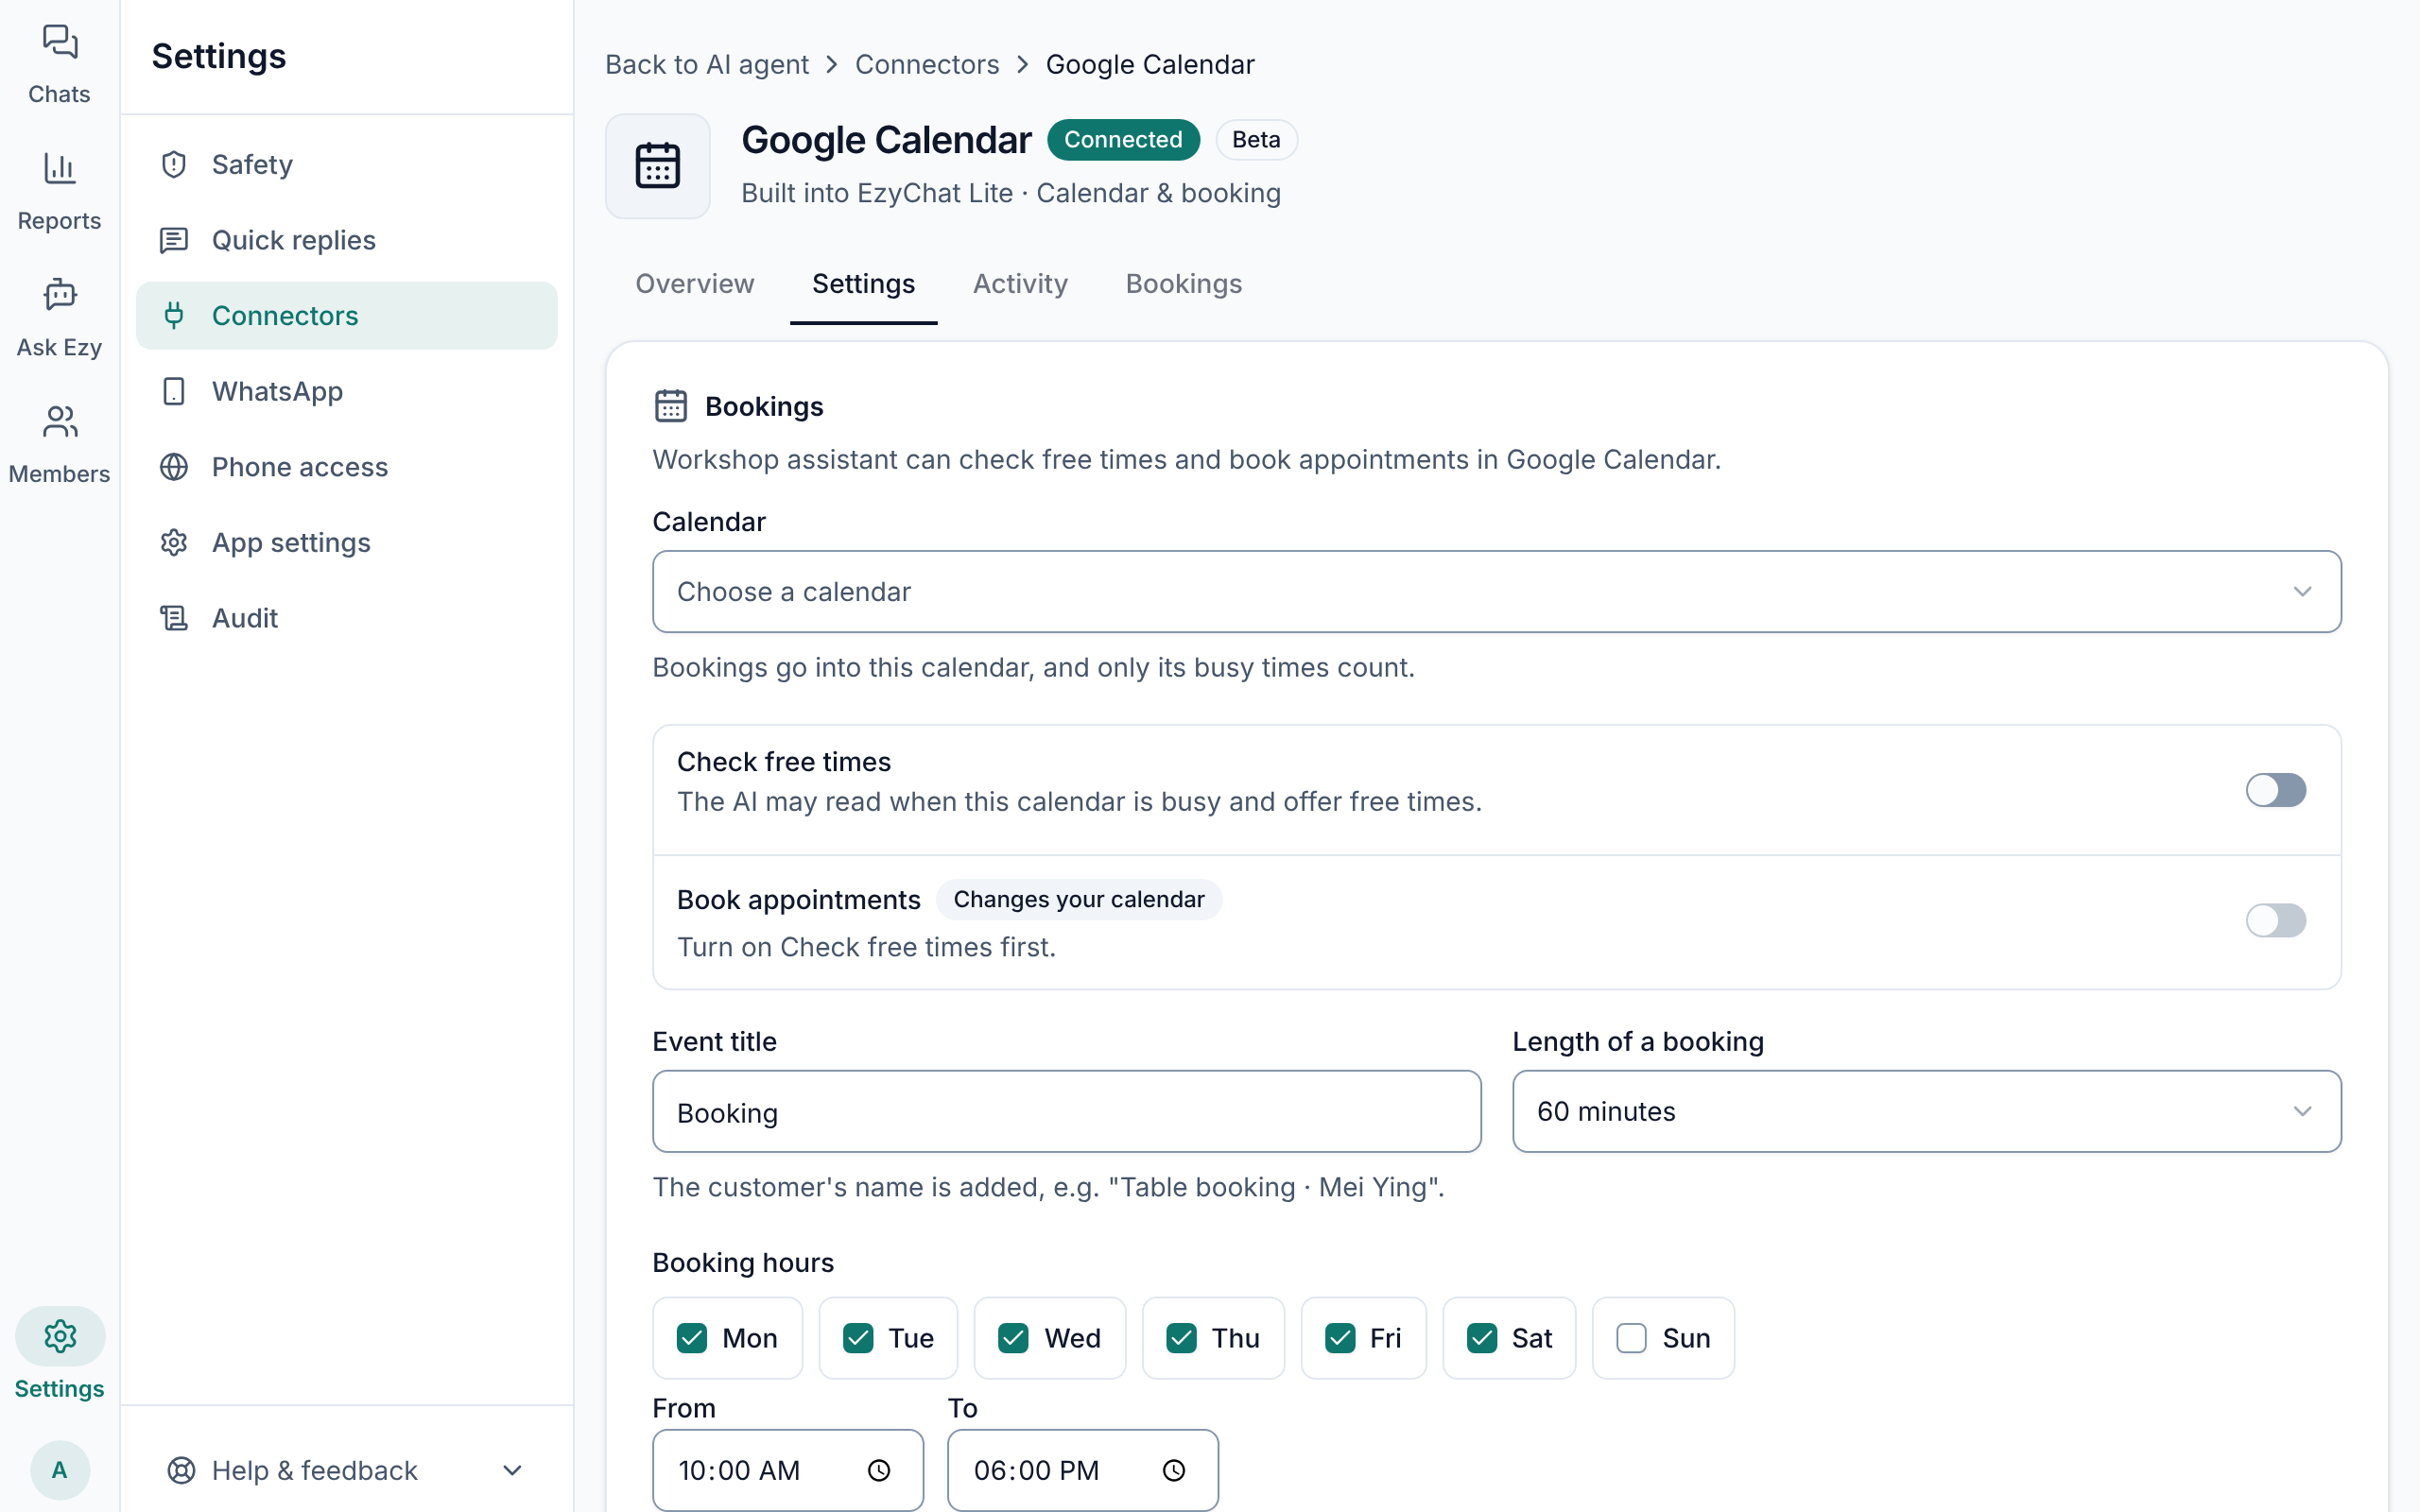 Chats
Reports
Ask Ezy
Members
Settings
A
Settings
Safety
Quick replies
Connectors
WhatsApp
Phone access
App settings
Audit
Help & feedback
Back to AI agent > Connectors > Google Calendar
Google Calendar Connected Beta
Built into EzyChat Lite · Calendar & booking
Overview Settings Activity Bookings
Bookings
Workshop assistant can check free times and book appointments in Google Calendar.
Calendar
Choose a calendar
Bookings go into this calendar, and only its busy times count.
Check free times
The AI may read when this calendar is busy and offer free times.
Book appointments Changes your calendar
Turn on Check free times first.
Event title
Booking
The customer's name is added, e.g. "Table booking · Mei Ying".
Length of a booking
60 minutes
Booking hours
Mon Tue Wed Thu Fri Sat Sun
From To
10:00 AM 06:00 PM